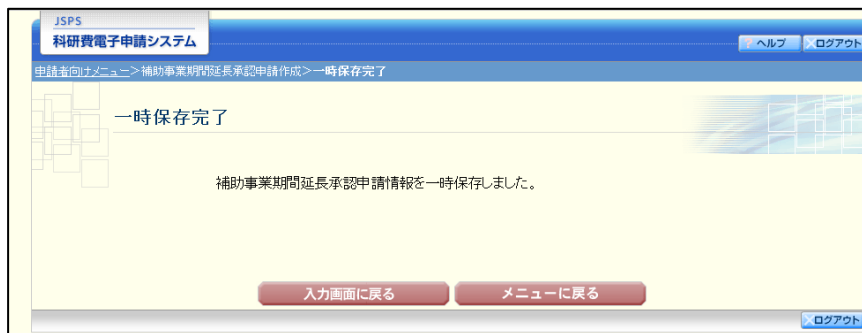 JSPS
科研費電子申請システム
? ヘルプ
ログアウト
申請者向けメニュー>補助事業期間延長承認申請作成>一時保存完了
一時保存完了
補助事業期間延長承認申請情報を一時保存しました。
入力画面に戻る
メニューに戻る
ログアウト